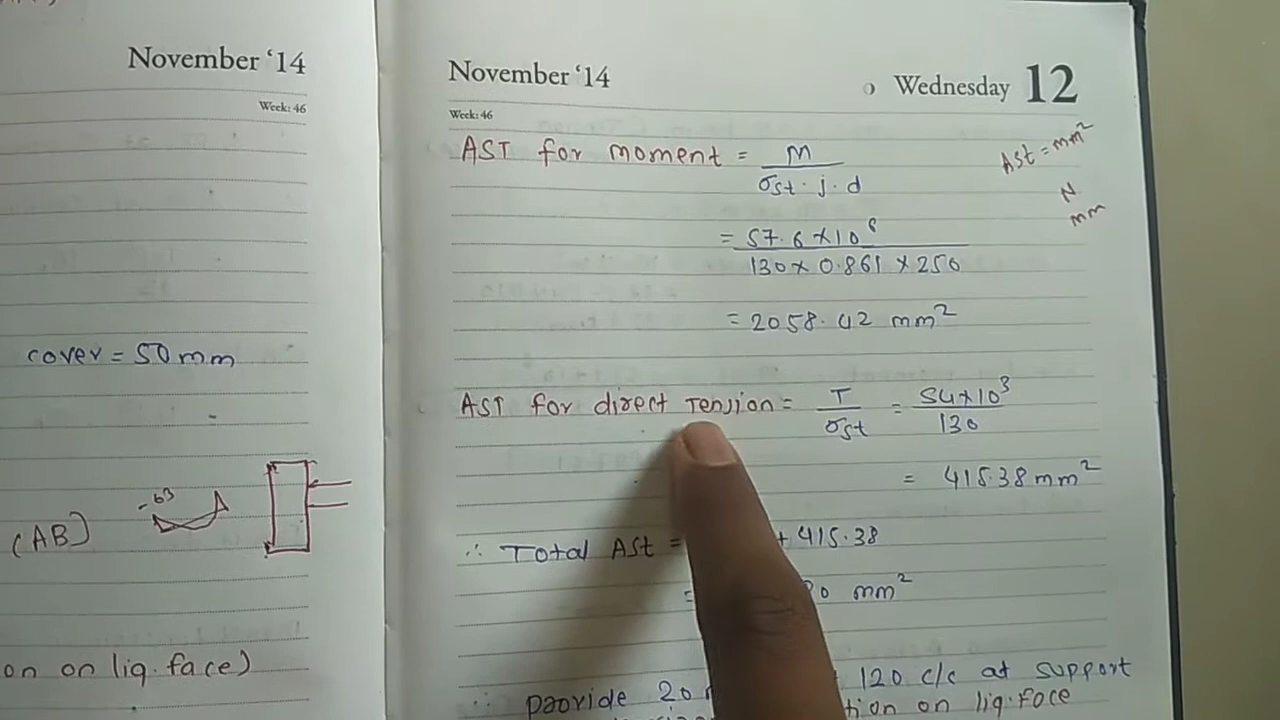 November ‘14
Week: 46
cover = 50 mm
(AB)
-63
on on liq. face)
November ‘14
Wednesday 12
Week: 46
Ast = mm²
N
mm
AST for moment = M / σst . j . d
= 57.6 × 10⁶ / 130 × 0.861 × 250
= 2058.42 mm²
AST for direct Tension = T / σst = 54×10³ / 130
= 415.38 mm²
∴ Total Ast = + 415.38
= mm²
∴ provide 20 120 c/c at support
on liq. face